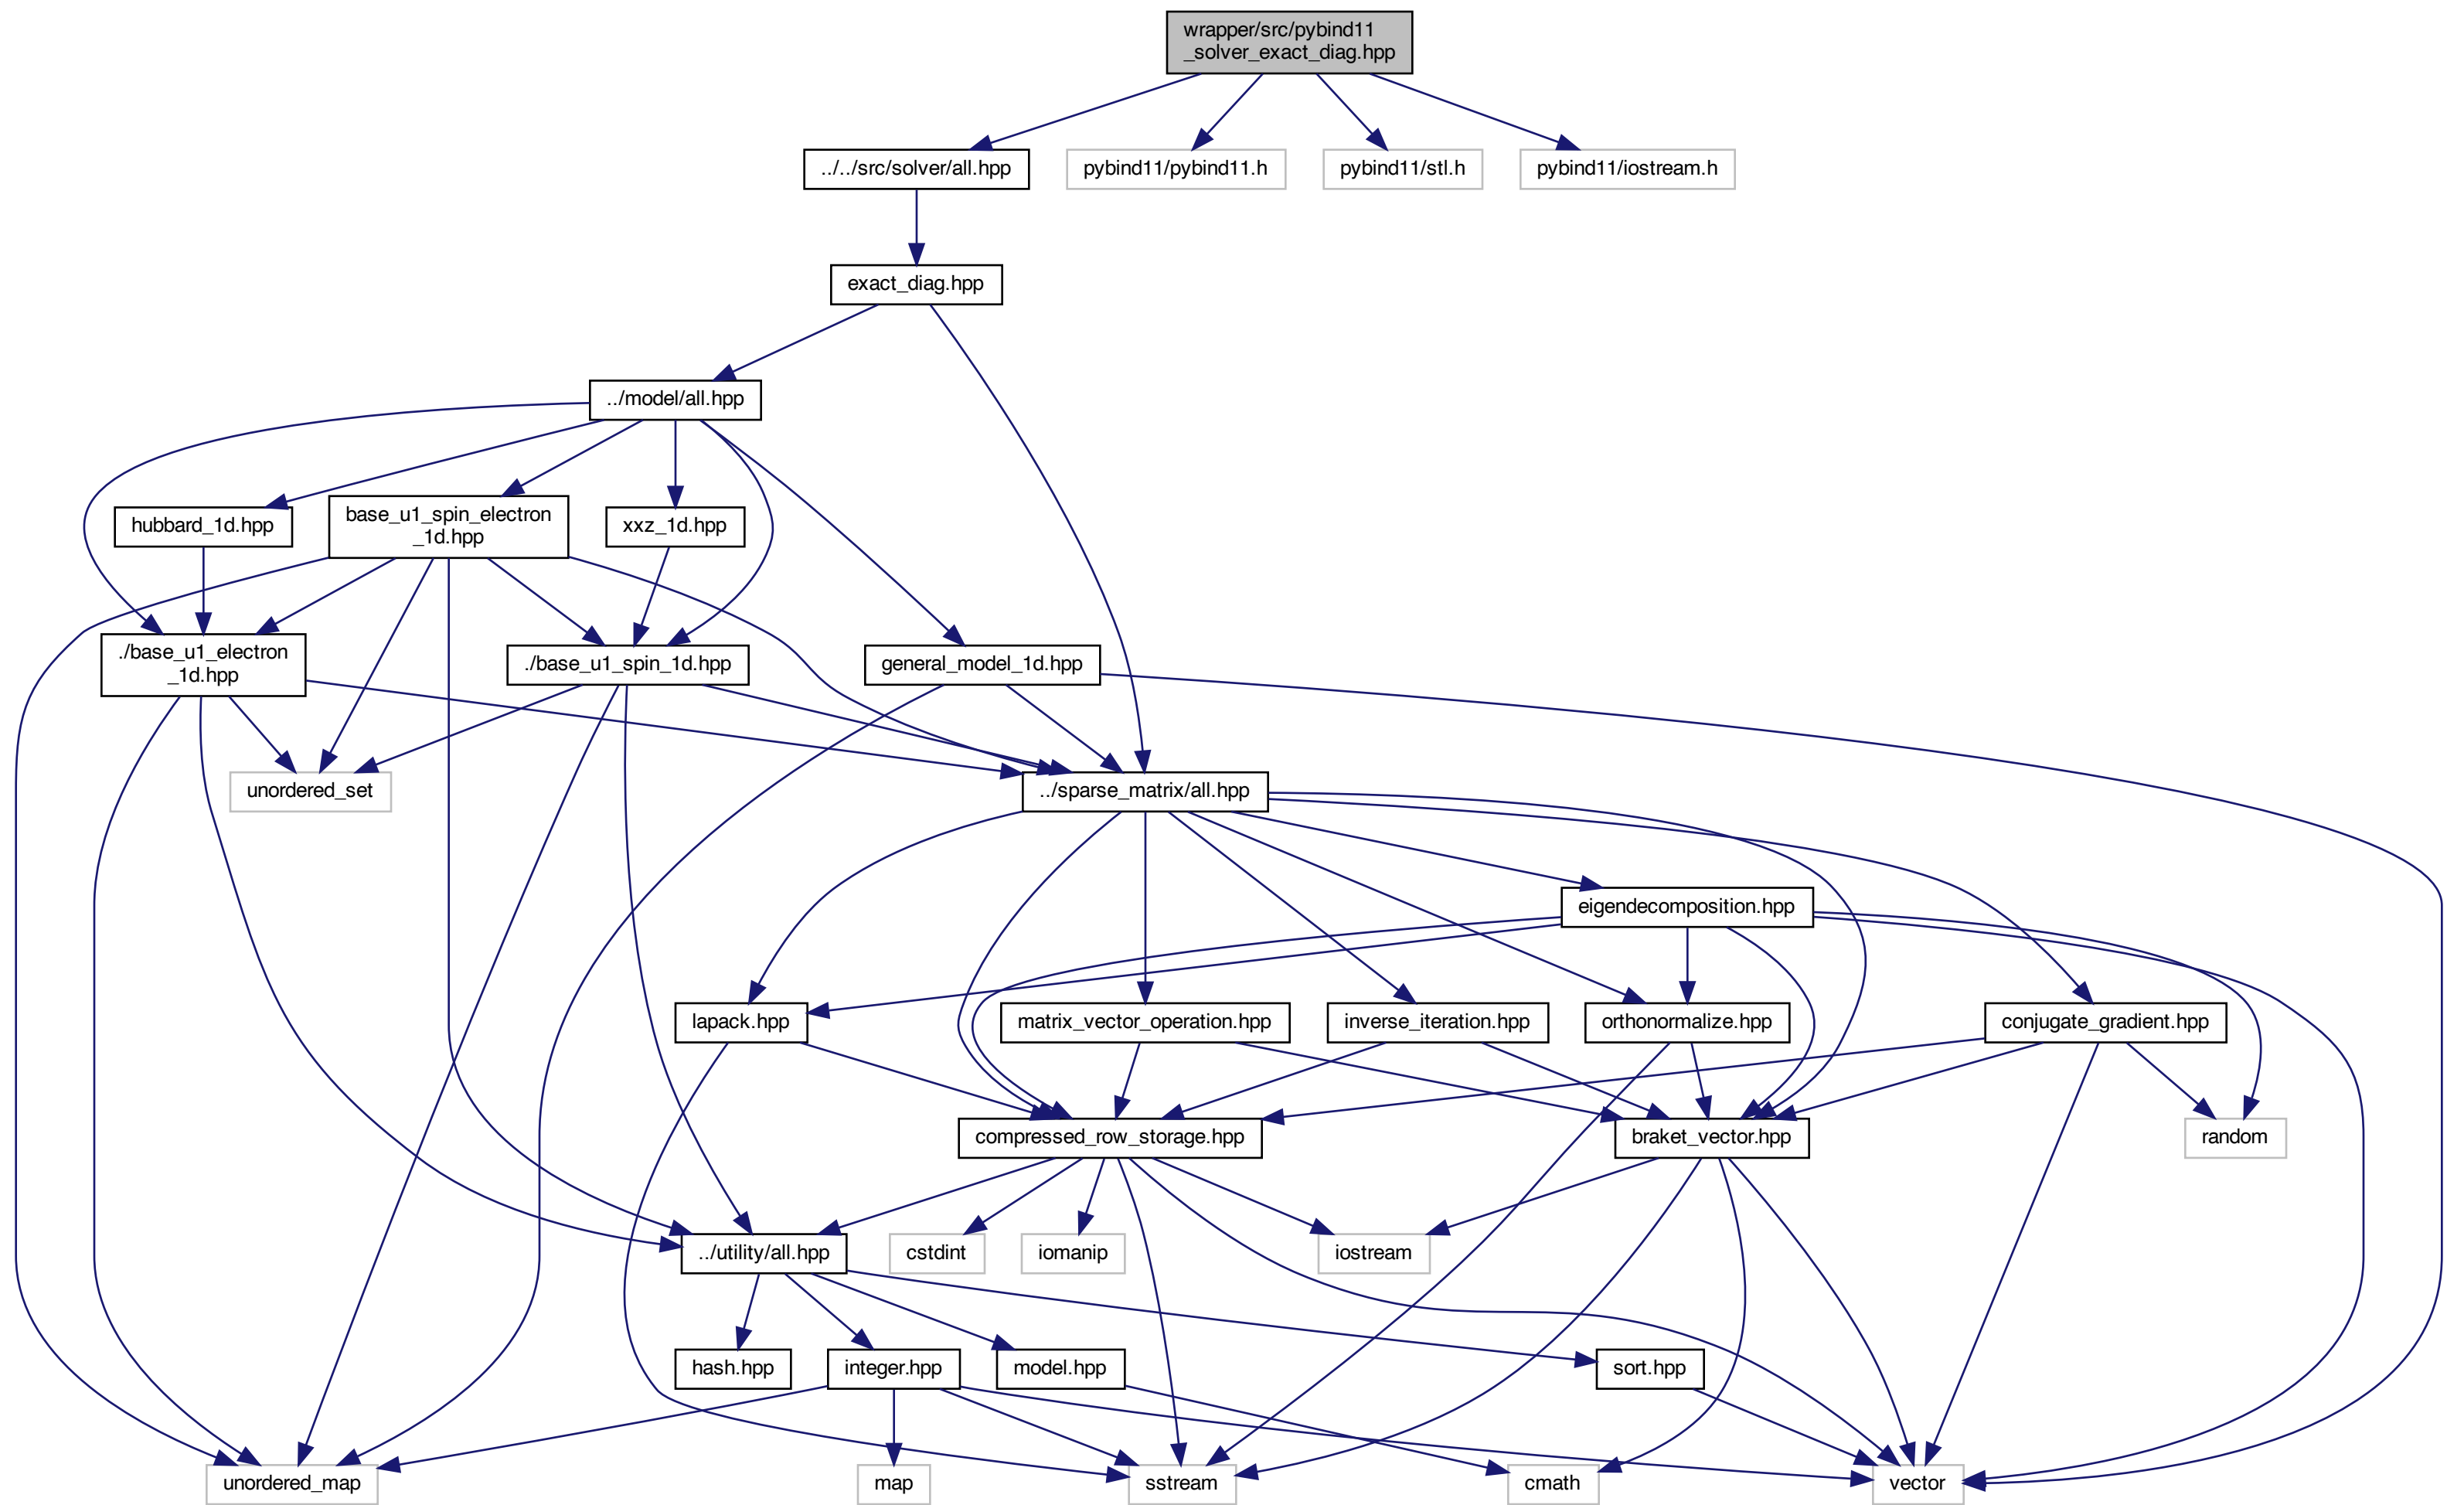 wrapper/src/pybind11
_solver_exact_diag.hpp
../../src/solver/all.hpp
pybind11/pybind11.h
pybind11/stl.h
pybind11/iostream.h
exact_diag.hpp
../model/all.hpp
hubbard_1d.hpp
base_u1_spin_electron
_1d.hpp
xxz_1d.hpp
./base_u1_electron
_1d.hpp
./base_u1_spin_1d.hpp
general_model_1d.hpp
unordered_set
../sparse_matrix/all.hpp
eigendecomposition.hpp
lapack.hpp
matrix_vector_operation.hpp
inverse_iteration.hpp
orthonormalize.hpp
conjugate_gradient.hpp
compressed_row_storage.hpp
braket_vector.hpp
random
../utility/all.hpp
cstdint
iomanip
iostream
hash.hpp
integer.hpp
model.hpp
sort.hpp
unordered_map
map
sstream
cmath
vector